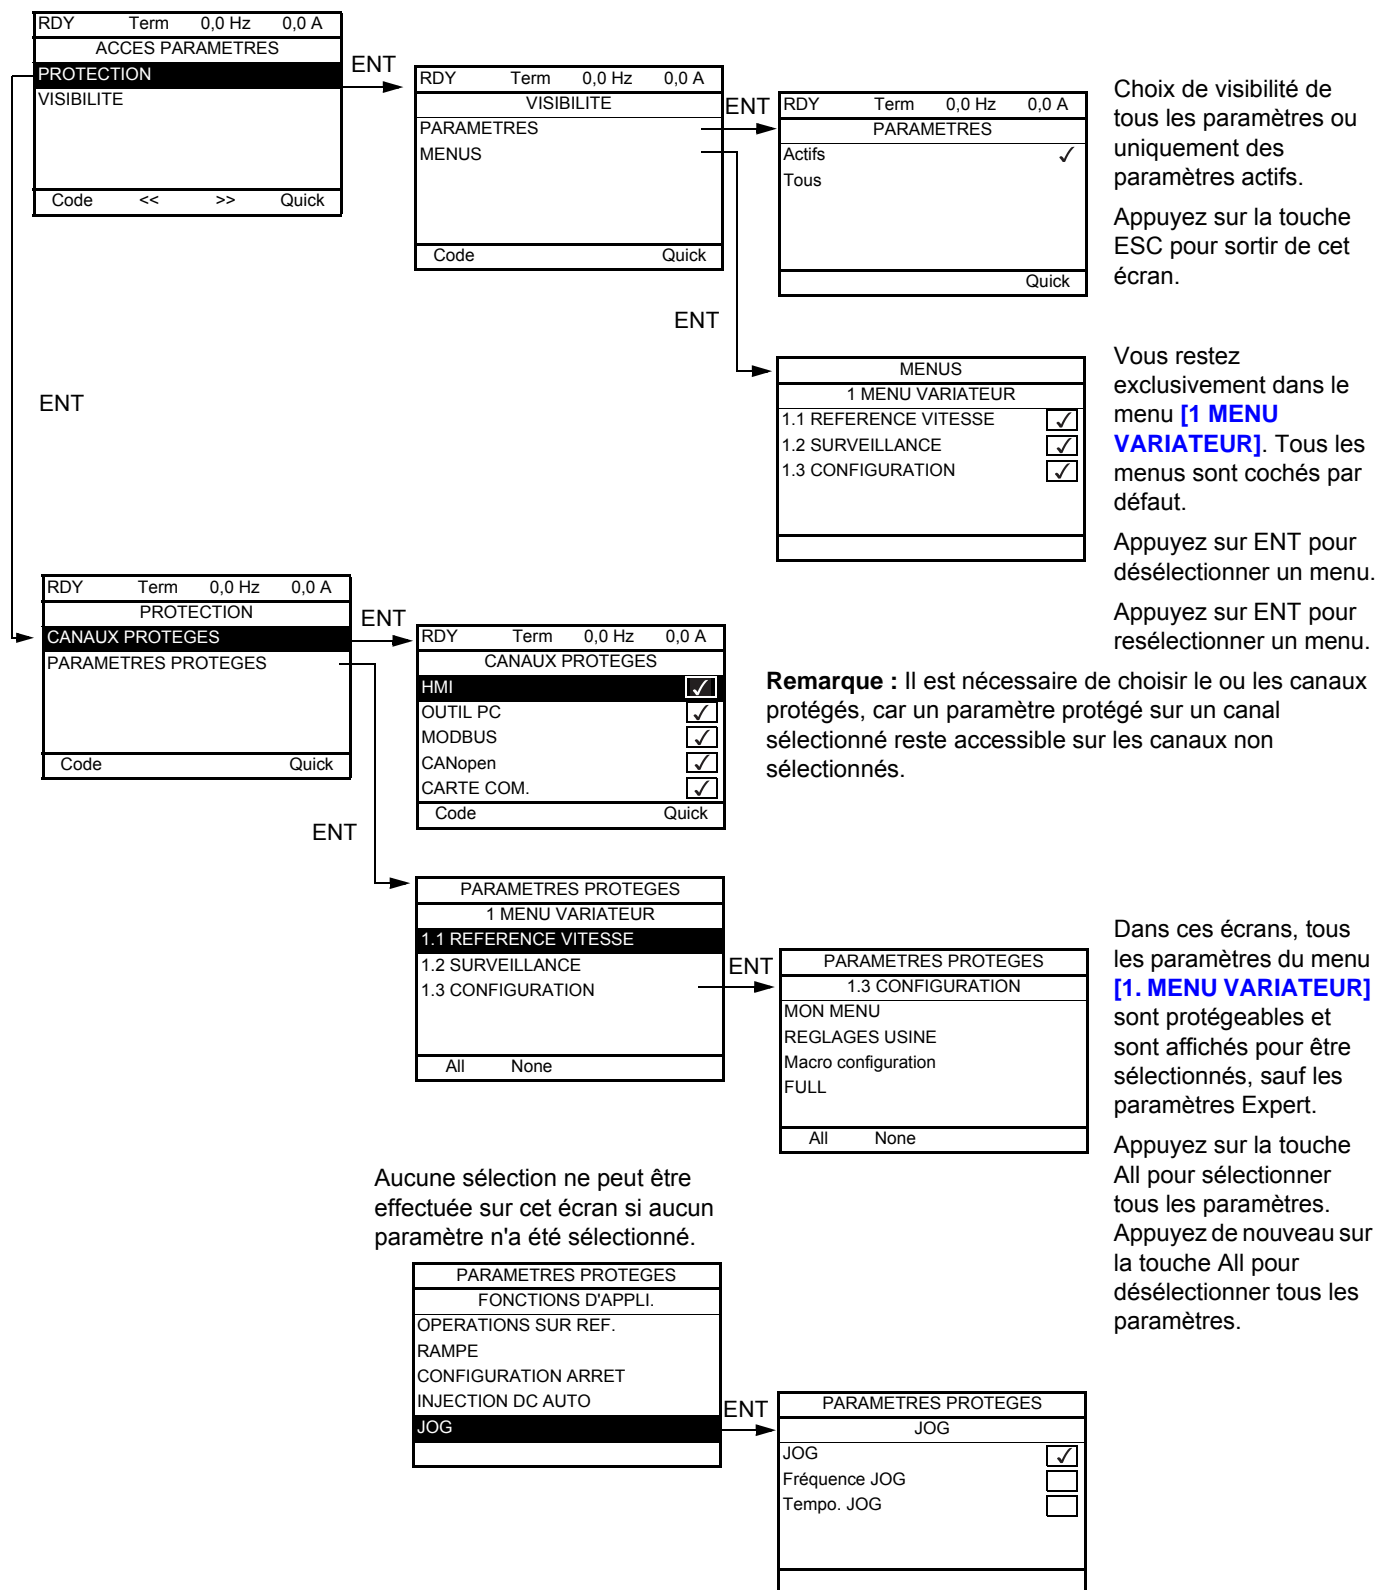 RDY Term 0,0 Hz 0,0 A
ACCES PARAMETRES
PROTECTION
VISIBILITE
Code << >> Quick
ENT
RDY Term 0,0 Hz 0,0 A
VISIBILITE
PARAMETRES
MENUS
Code Quick
ENT
RDY Term 0,0 Hz 0,0 A
PARAMETRES
Actifs ✓
Tous
Quick
Choix de visibilité de
tous les paramètres ou
uniquement des
paramètres actifs.
Appuyez sur la touche
ESC pour sortir de cet
écran.
ENT
MENUS
1 MENU VARIATEUR
1.1 REFERENCE VITESSE ✓
1.2 SURVEILLANCE ✓
1.3 CONFIGURATION ✓
Vous restez
exclusivement dans le
menu [1 MENU
VARIATEUR]. Tous les
menus sont cochés par
défaut.
Appuyez sur ENT pour
désélectionner un menu.
Appuyez sur ENT pour
resélectionner un menu.
ENT
RDY Term 0,0 Hz 0,0 A
PROTECTION
CANAUX PROTEGES
PARAMETRES PROTEGES
Code Quick
ENT
RDY Term 0,0 Hz 0,0 A
CANAUX PROTEGES
HMI ✓
OUTIL PC ✓
MODBUS ✓
CANopen ✓
CARTE COM. ✓
Code Quick
Remarque : Il est nécessaire de choisir le ou les canaux
protégés, car un paramètre protégé sur un canal
sélectionné reste accessible sur les canaux non
sélectionnés.
ENT
PARAMETRES PROTEGES
1 MENU VARIATEUR
1.1 REFERENCE VITESSE
1.2 SURVEILLANCE
1.3 CONFIGURATION
All None
ENT
PARAMETRES PROTEGES
1.3 CONFIGURATION
MON MENU
REGLAGES USINE
Macro configuration
FULL
All None
Dans ces écrans, tous
les paramètres du menu
[1. MENU VARIATEUR]
sont protégeables et
sont affichés pour être
sélectionnés, sauf les
paramètres Expert.
Appuyez sur la touche
All pour sélectionner
tous les paramètres.
Appuyez de nouveau sur
la touche All pour
désélectionner tous les
paramètres.
Aucune sélection ne peut être
effectuée sur cet écran si aucun
paramètre n'a été sélectionné.
PARAMETRES PROTEGES
FONCTIONS D'APPLI.
OPERATIONS SUR REF.
RAMPE
CONFIGURATION ARRET
INJECTION DC AUTO
JOG
ENT
PARAMETRES PROTEGES
JOG
JOG ✓
Fréquence JOG
Tempo. JOG